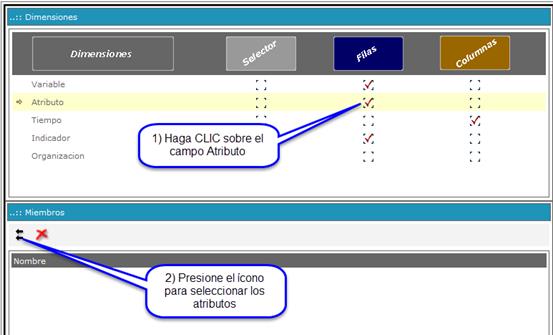 ..:: Dimensiones
Dimensiones
Selector
Filas
Columnas
Variable
Atributo
Tiempo
Indicador
Organizacion
1) Haga CLIC sobre el
campo Atributo
..:: Miembros
Nombre
2) Presione el ícono
para seleccionar los
atributos